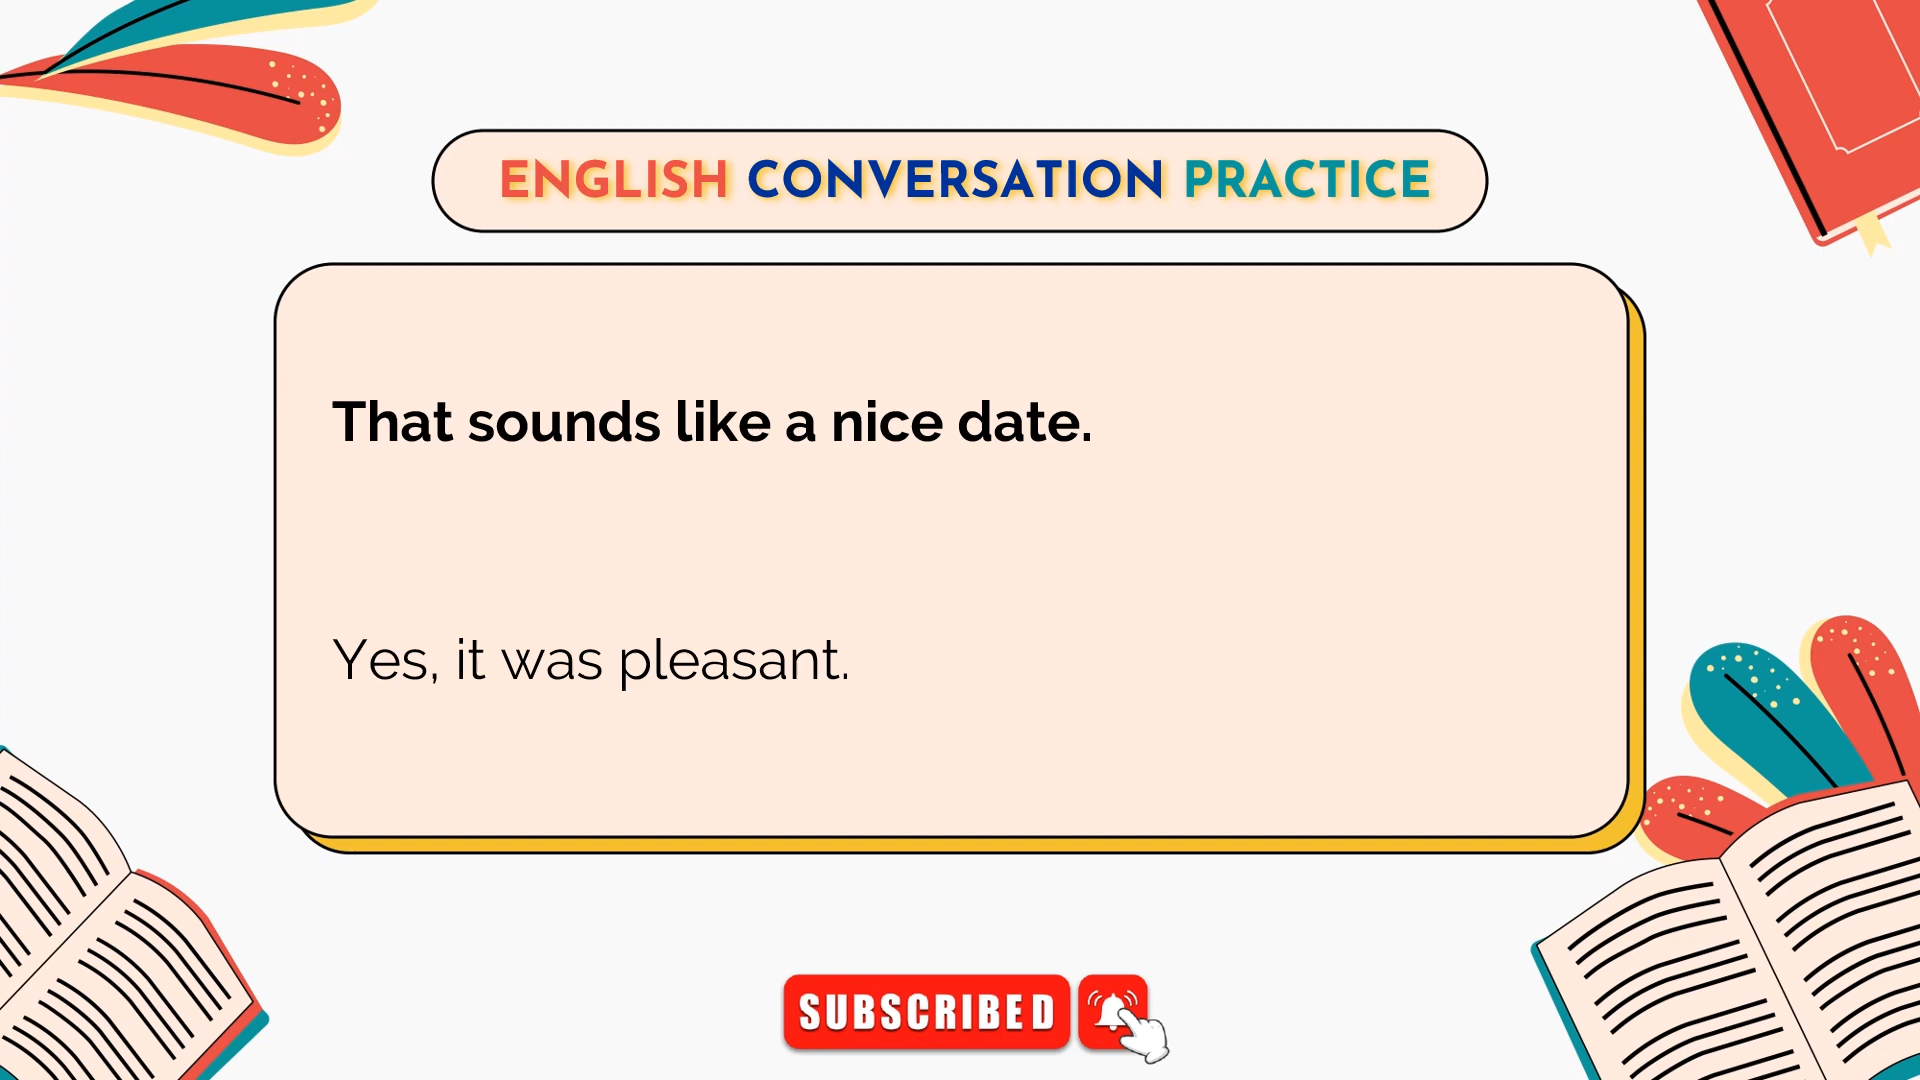 ENGLISH CONVERSATION PRACTICE
That sounds like a nice date.
Yes, it was pleasant.
SUBSCRIBED